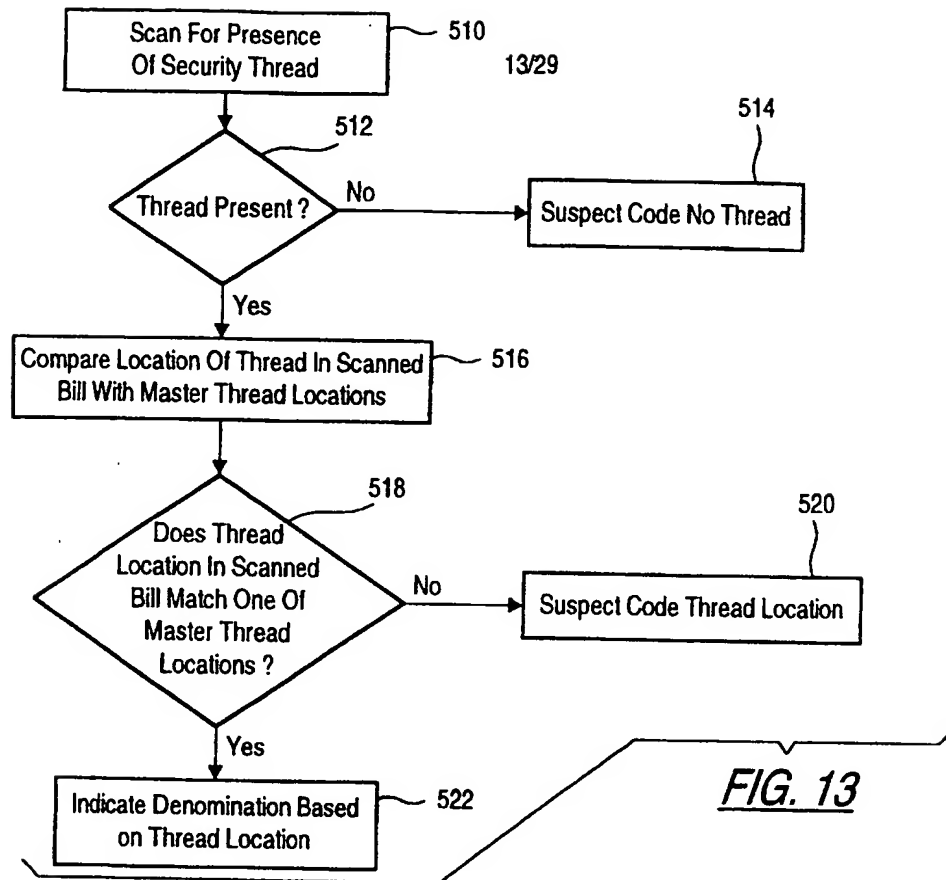 Scan For Presence
Of Security Thread
510
13/29
512
514
Thread Present ?
No
Suspect Code No Thread
Yes
Compare Location Of Thread In Scanned
Bill With Master Thread Locations
516
518
520
Does Thread
Location In Scanned
Bill Match One Of
Master Thread
Locations ?
No
Suspect Code Thread Location
Yes
Indicate Denomination Based
on Thread Location
522
FIG. 13